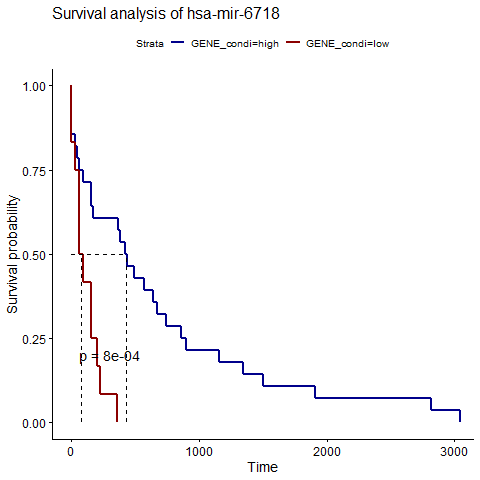 Survival analysis of hsa-mir-6718
Strata GENE_condi=high GENE_condi=low
Survival probability
1.00
0.75
0.50
0.25
0.00
p = 8e-04
0 1000 2000 3000
Time